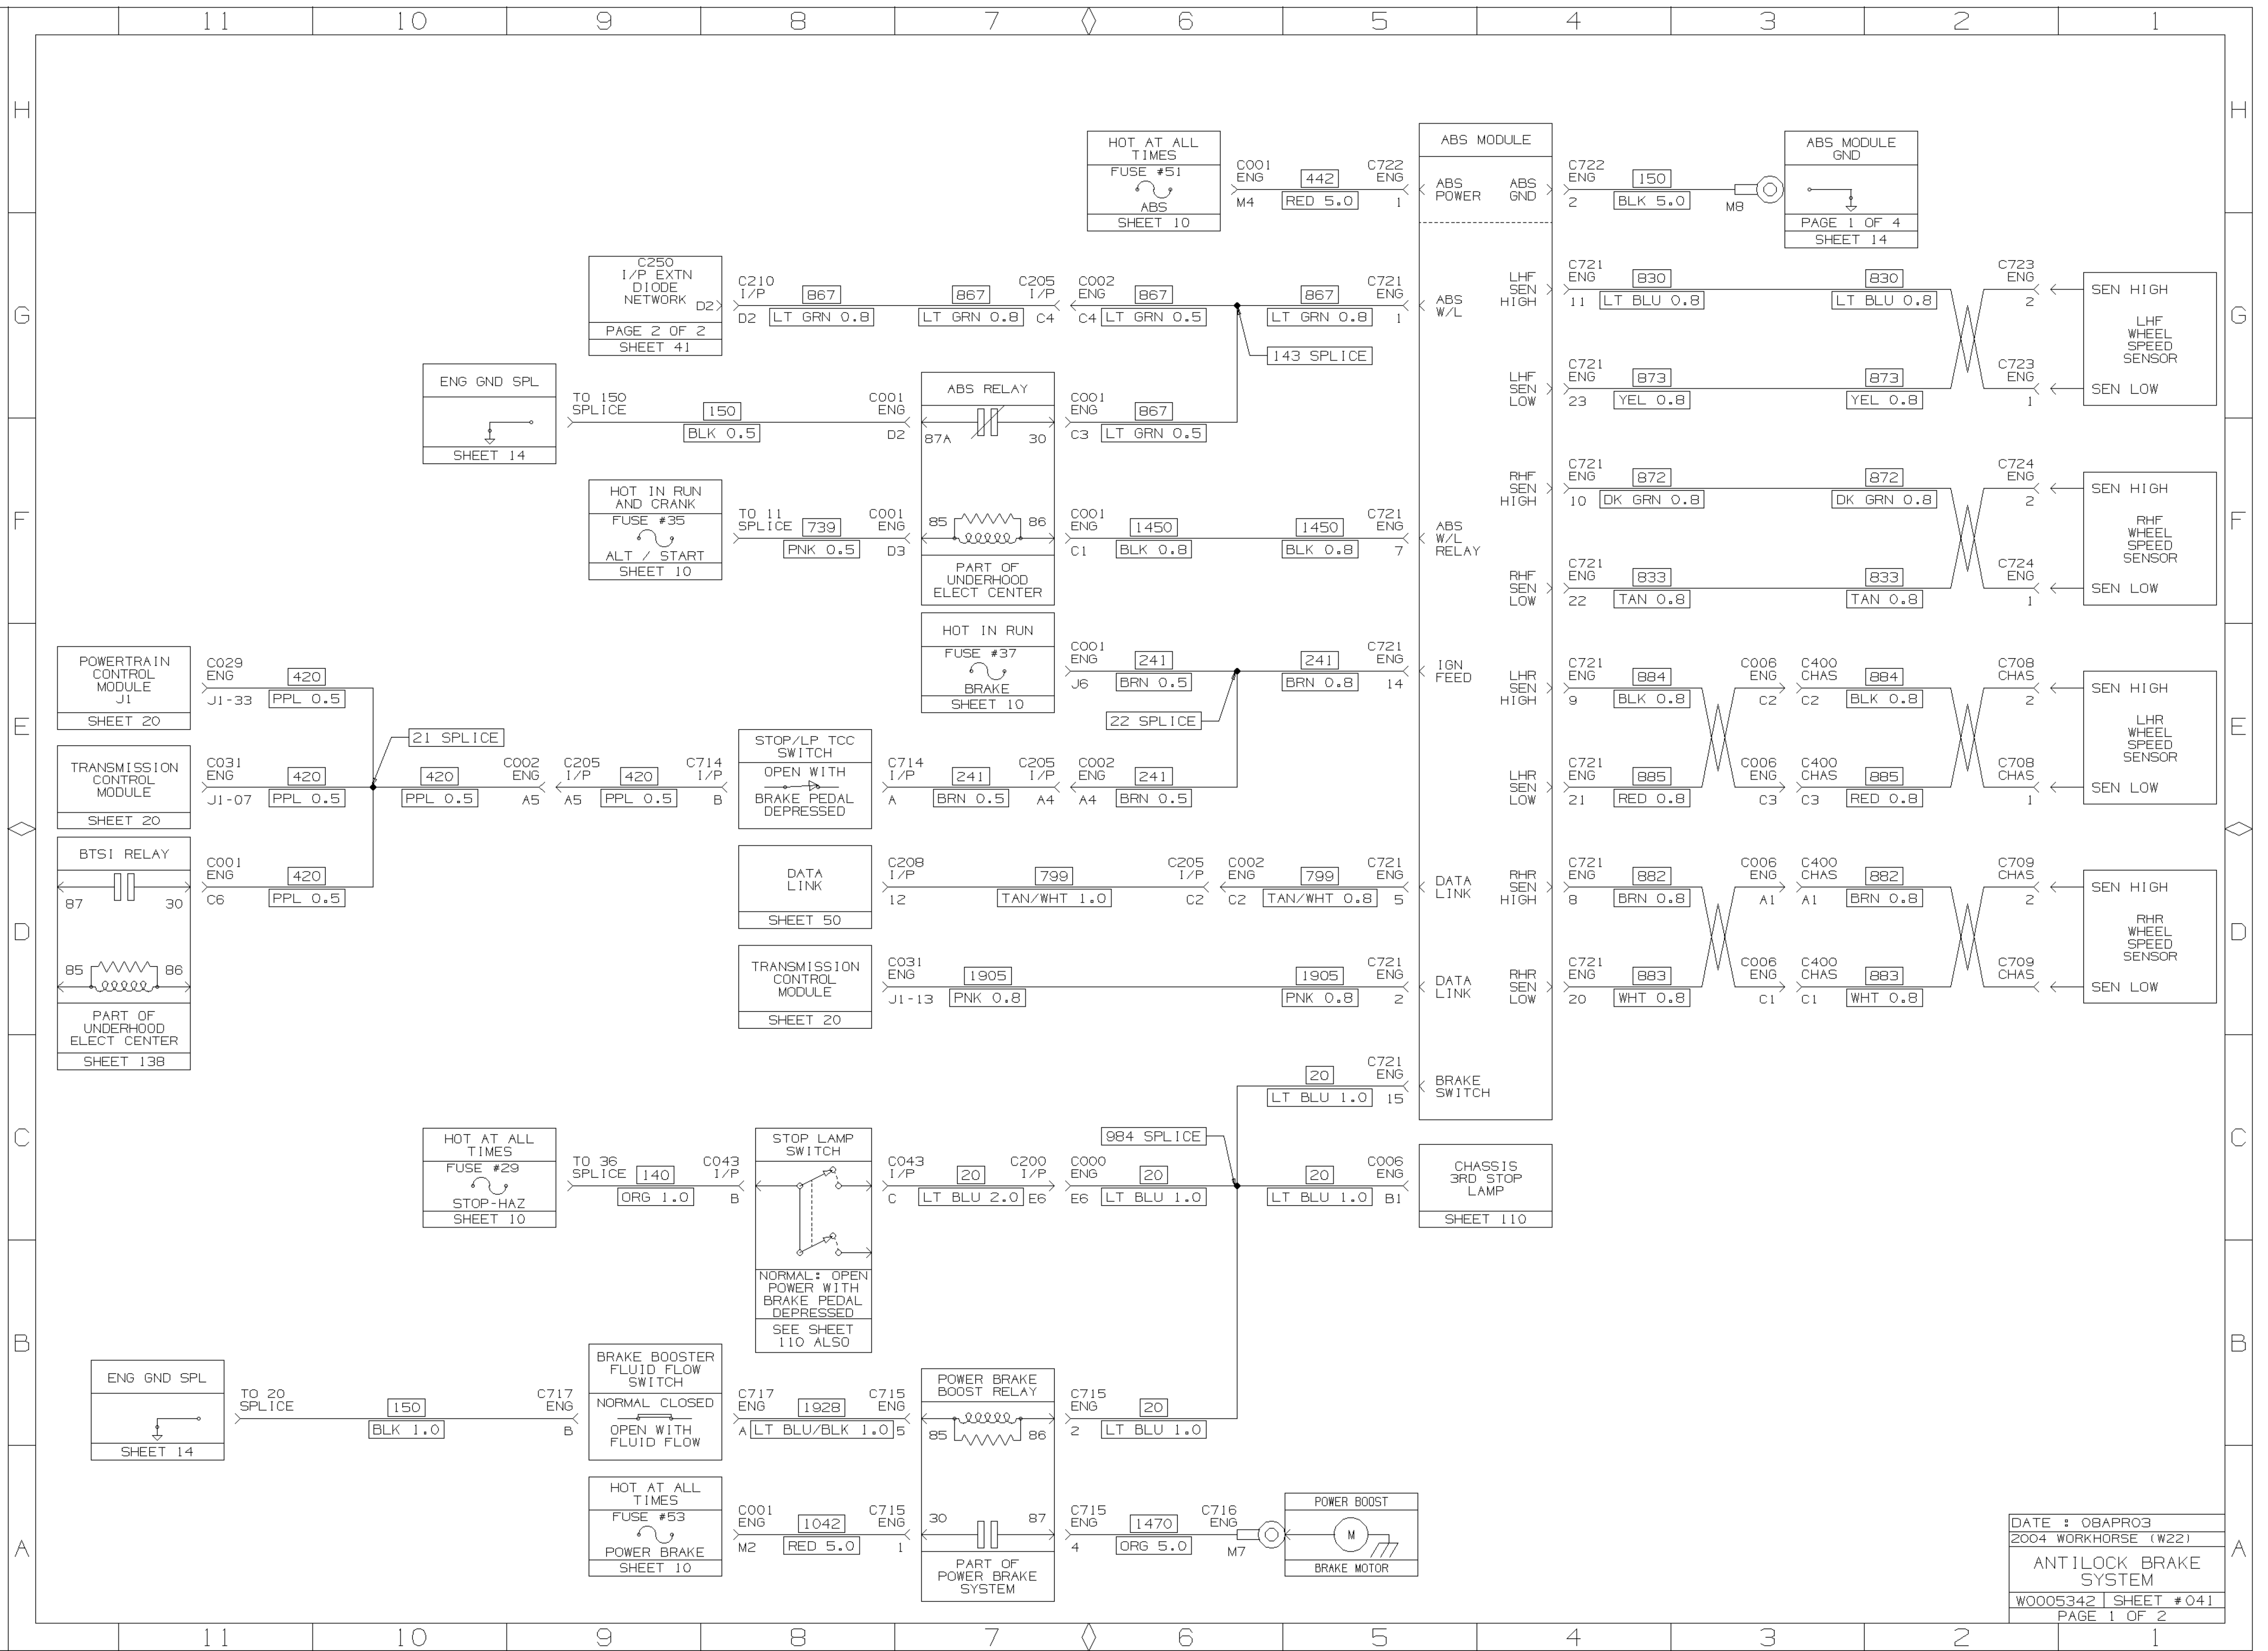 11 10 9 8 7 6 5 4 3 2 1
H
G
F
E
D
C
B
A
HOT AT ALL
TIMES
FUSE #51
ABS
SHEET 10
C001
ENG
M4
442
RED 5.0
C722
ENG
1
ABS MODULE
ABS
POWER
ABS
GND
C722
ENG
2
150
BLK 5.0
M8
ABS MODULE
GND
PAGE 1 OF 4
SHEET 14
C250
I/P EXTN
DIODE
NETWORK
D2
PAGE 2 OF 2
SHEET 41
C210
I/P
D2
867
LT GRN 0.8
867
LT GRN 0.8
C205
I/P
C4
C002
ENG
C4
867
LT GRN 0.5
867
LT GRN 0.8
C721
ENG
1
ABS
W/L
143 SPLICE
LHF
SEN
HIGH
C721
ENG
11
830
LT BLU 0.8
830
LT BLU 0.8
C723
ENG
2
SEN HIGH
LHF
WHEEL
SPEED
SENSOR
SEN LOW
LHF
SEN
LOW
C721
ENG
23
873
YEL 0.8
873
YEL 0.8
C723
ENG
1
ENG GND SPL
SHEET 14
TO 150
SPLICE
150
BLK 0.5
C001
ENG
D2
ABS RELAY
87A
30
85
86
PART OF
UNDERHOOD
ELECT CENTER
C001
ENG
C3
867
LT GRN 0.5
HOT IN RUN
AND CRANK
FUSE #35
ALT / START
SHEET 10
TO 11
SPLICE
739
PNK 0.5
C001
ENG
D3
C001
ENG
C1
1450
BLK 0.8
1450
BLK 0.8
C721
ENG
7
ABS
W/L
RELAY
RHF
SEN
HIGH
C721
ENG
10
872
DK GRN 0.8
872
DK GRN 0.8
C724
ENG
2
SEN HIGH
RHF
WHEEL
SPEED
SENSOR
SEN LOW
RHF
SEN
LOW
C721
ENG
22
833
TAN 0.8
833
TAN 0.8
C724
ENG
1
HOT IN RUN
FUSE #37
BRAKE
SHEET 10
C001
ENG
J6
241
BRN 0.5
241
BRN 0.8
C721
ENG
14
IGN
FEED
22 SPLICE
LHR
SEN
HIGH
C721
ENG
9
884
BLK 0.8
C006
ENG
C2
C400
CHAS
C2
884
BLK 0.8
C708
CHAS
2
SEN HIGH
LHR
WHEEL
SPEED
SENSOR
SEN LOW
LHR
SEN
LOW
C721
ENG
21
885
RED 0.8
C006
ENG
C3
C400
CHAS
C3
885
RED 0.8
C708
CHAS
1
POWERTRAIN
CONTROL
MODULE
J1
SHEET 20
C029
ENG
J1-33
420
PPL 0.5
21 SPLICE
TRANSMISSION
CONTROL
MODULE
SHEET 20
C031
ENG
J1-07
420
PPL 0.5
420
PPL 0.5
C002
ENG
A5
C205
I/P
A5
420
PPL 0.5
C714
I/P
B
STOP/LP TCC
SWITCH
OPEN WITH
BRAKE PEDAL
DEPRESSED
C714
I/P
A
241
BRN 0.5
C205
I/P
A4
C002
ENG
A4
241
BRN 0.5
BTSI RELAY
87
30
85
86
PART OF
UNDERHOOD
ELECT CENTER
SHEET 138
C001
ENG
C6
420
PPL 0.5
DATA
LINK
SHEET 50
C208
I/P
12
799
TAN/WHT 1.0
C205
I/P
C2
C002
ENG
C2
799
TAN/WHT 0.8
C721
ENG
5
DATA
LINK
RHR
SEN
HIGH
C721
ENG
8
882
BRN 0.8
C006
ENG
A1
C400
CHAS
A1
882
BRN 0.8
C709
CHAS
2
SEN HIGH
RHR
WHEEL
SPEED
SENSOR
SEN LOW
TRANSMISSION
CONTROL
MODULE
SHEET 20
C031
ENG
J1-13
1905
PNK 0.8
1905
PNK 0.8
C721
ENG
2
DATA
LINK
RHR
SEN
LOW
C721
ENG
20
883
WHT 0.8
C006
ENG
C1
C400
CHAS
C1
883
WHT 0.8
C709
CHAS
1
20
LT BLU 1.0
C721
ENG
15
BRAKE
SWITCH
HOT AT ALL
TIMES
FUSE #29
STOP-HAZ
SHEET 10
TO 36
SPLICE
140
ORG 1.0
C043
I/P
B
STOP LAMP
SWITCH
NORMAL: OPEN
POWER WITH
BRAKE PEDAL
DEPRESSED
SEE SHEET
110 ALSO
C043
I/P
C
20
LT BLU 2.0
C200
I/P
E6
C000
ENG
E6
20
LT BLU 1.0
984 SPLICE
20
LT BLU 1.0
C006
ENG
B1
CHASSIS
3RD STOP
LAMP
SHEET 110
ENG GND SPL
SHEET 14
TO 20
SPLICE
150
BLK 1.0
C717
ENG
B
BRAKE BOOSTER
FLUID FLOW
SWITCH
NORMAL CLOSED
OPEN WITH
FLUID FLOW
C717
ENG
A
1928
LT BLU/BLK 1.0
C715
ENG
5
POWER BRAKE
BOOST RELAY
85
86
30
87
PART OF
POWER BRAKE
SYSTEM
C715
ENG
2
20
LT BLU 1.0
HOT AT ALL
TIMES
FUSE #53
POWER BRAKE
SHEET 10
C001
ENG
M2
1042
RED 5.0
C715
ENG
1
C715
ENG
4
1470
ORG 5.0
C716
ENG
M7
POWER BOOST
M
BRAKE MOTOR
DATE : 08APR03
2004 WORKHORSE (W22)
ANTILOCK BRAKE
SYSTEM
W0005342 SHEET #041
PAGE 1 OF 2
H
G
F
E
D
C
B
A
11 10 9 8 7 6 5 4 3 2 1